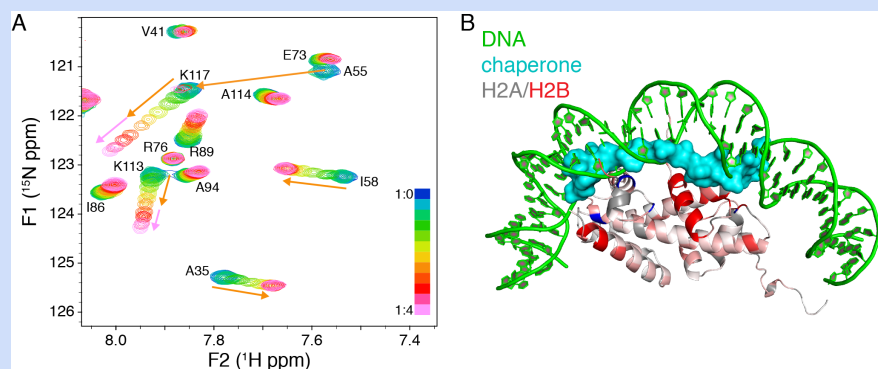 A
V41
E73
A55
K117
A114
R76
R89
K113
A94
I86
I58
A35
1:0
1:4
121
122
123
124
125
126
F1 (¹⁵N ppm)
8.0
7.8
7.6
7.4
F2 (¹H ppm)
B
DNA
chaperone
H2A/H2B